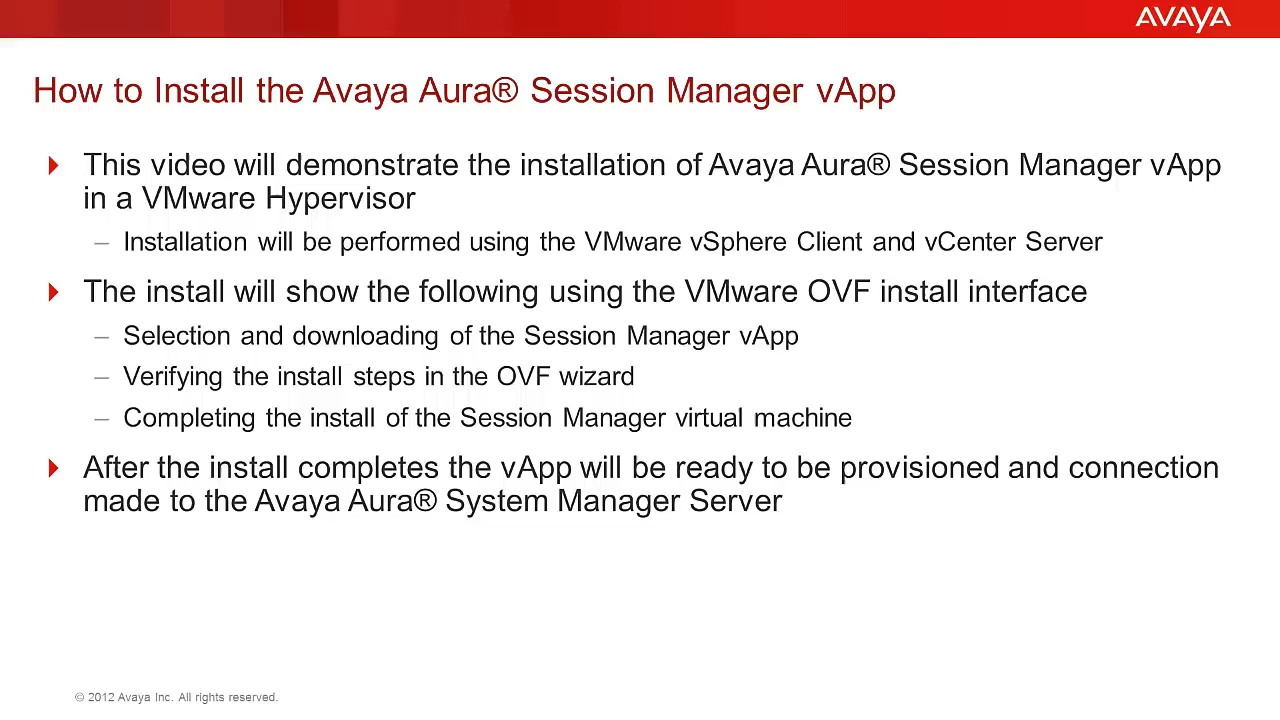 AVAYA
How to Install the Avaya Aura® Session Manager vApp
This video will demonstrate the installation of Avaya Aura® Session Manager vApp
in a VMware Hypervisor
– Installation will be performed using the VMware vSphere Client and vCenter Server
The install will show the following using the VMware OVF install interface
– Selection and downloading of the Session Manager vApp
– Verifying the install steps in the OVF wizard
– Completing the install of the Session Manager virtual machine
After the install completes the vApp will be ready to be provisioned and connection
made to the Avaya Aura® System Manager Server
© 2012 Avaya Inc. All rights reserved.